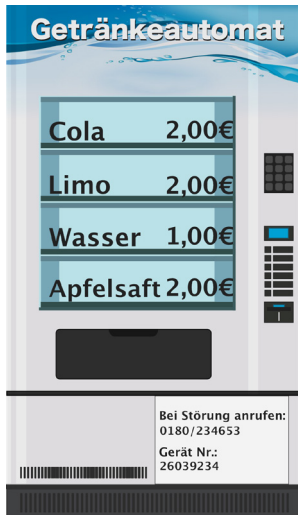 Getränkeautomat
Cola 2,00€
Limo 2,00€
Wasser 1,00€
Apfelsaft 2,00€
Bei Störung anrufen:
0180/234653
Gerät Nr.:
26039234